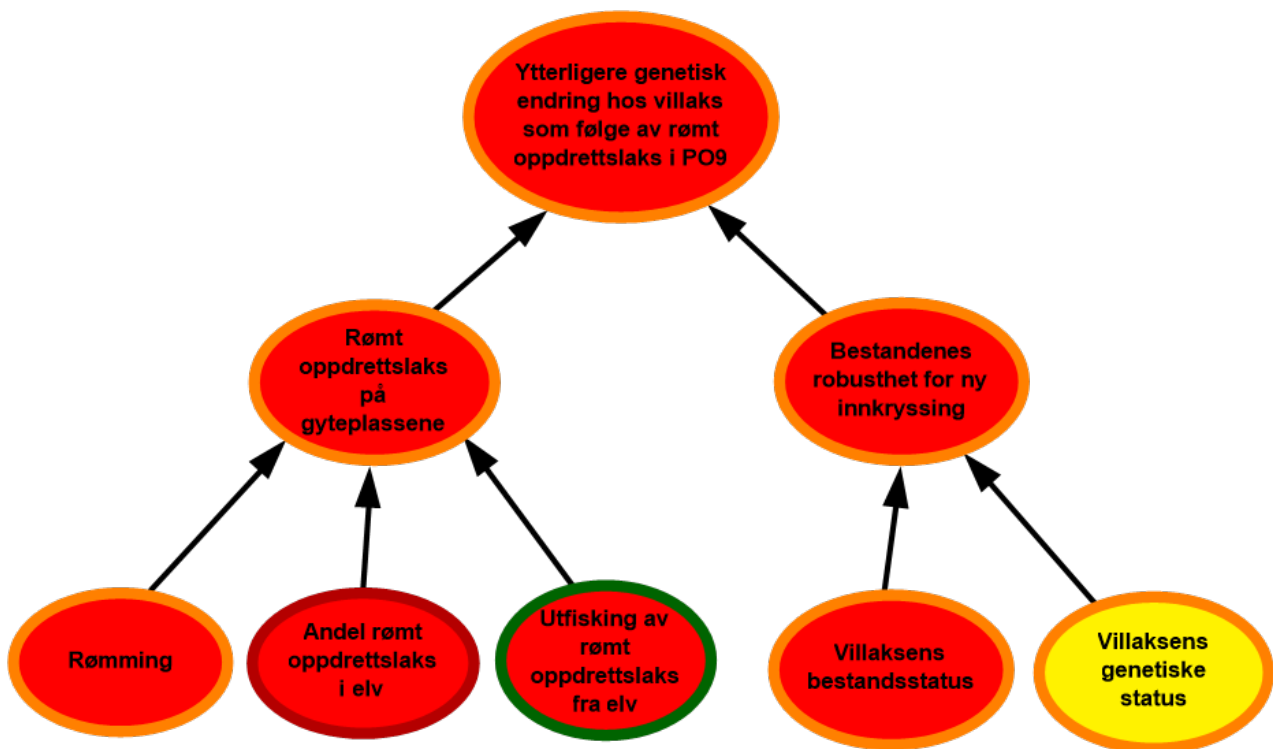 Ytterligere genetisk
endring hos villaks
som følge av rømt
oppdrettslaks i PO9
Rømt
oppdrettslaks
på
gyteplassene
Bestandenes
robusthet for ny
innkryssing
Rømming
Andel rømt
oppdrettslaks
i elv
Utfisking av
rømt
oppdrettslaks
fra elv
Villaksens
bestandsstatus
Villaksens
genetiske
status